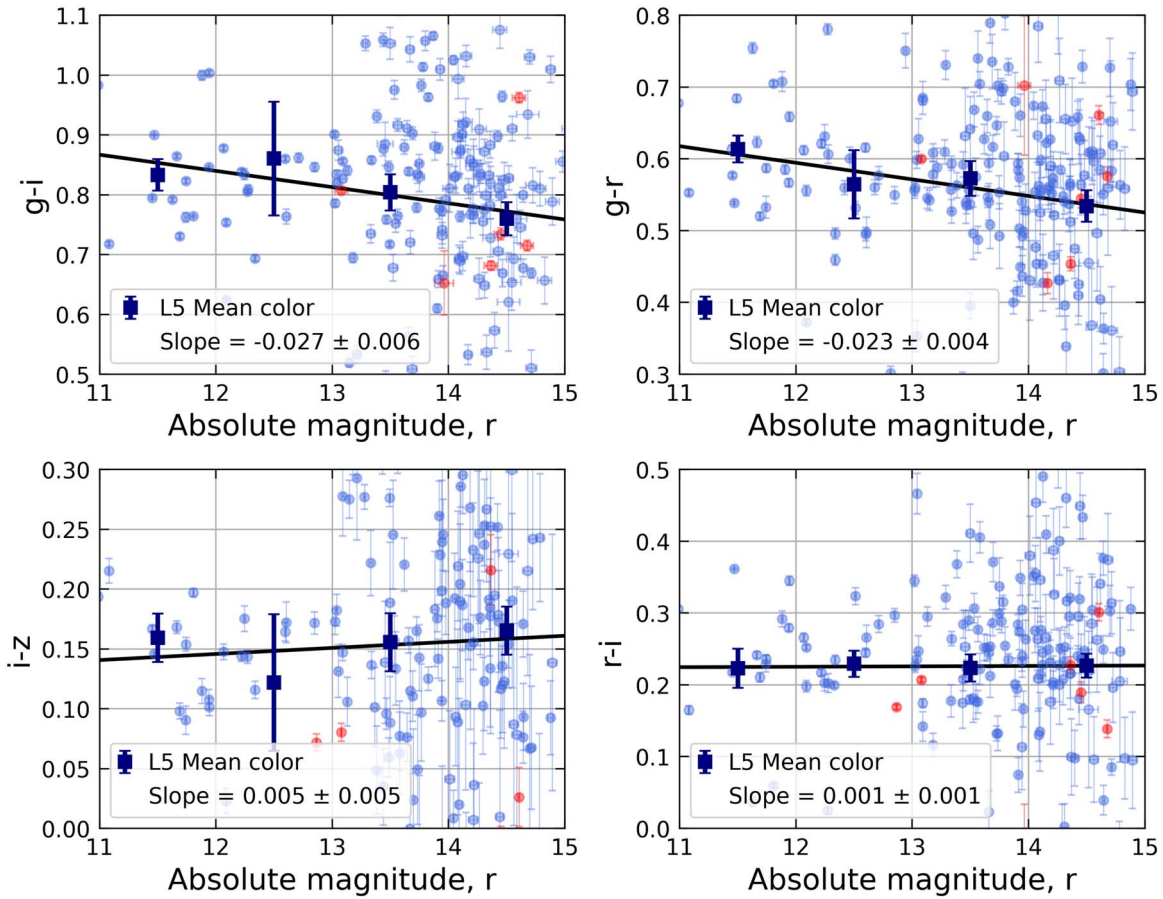 1.1
1.0
0.9
0.8
0.7
0.6
0.5
g-i
L5 Mean color
Slope = -0.027 ± 0.006
11 12 13 14 15
Absolute magnitude, r
0.8
0.7
0.6
0.5
0.4
0.3
g-r
L5 Mean color
Slope = -0.023 ± 0.004
11 12 13 14 15
Absolute magnitude, r
0.30
0.25
0.20
0.15
0.10
0.05
0.00
i-z
L5 Mean color
Slope = 0.005 ± 0.005
11 12 13 14 15
Absolute magnitude, r
0.5
0.4
0.3
0.2
0.1
0.0
r-i
L5 Mean color
Slope = 0.001 ± 0.001
11 12 13 14 15
Absolute magnitude, r